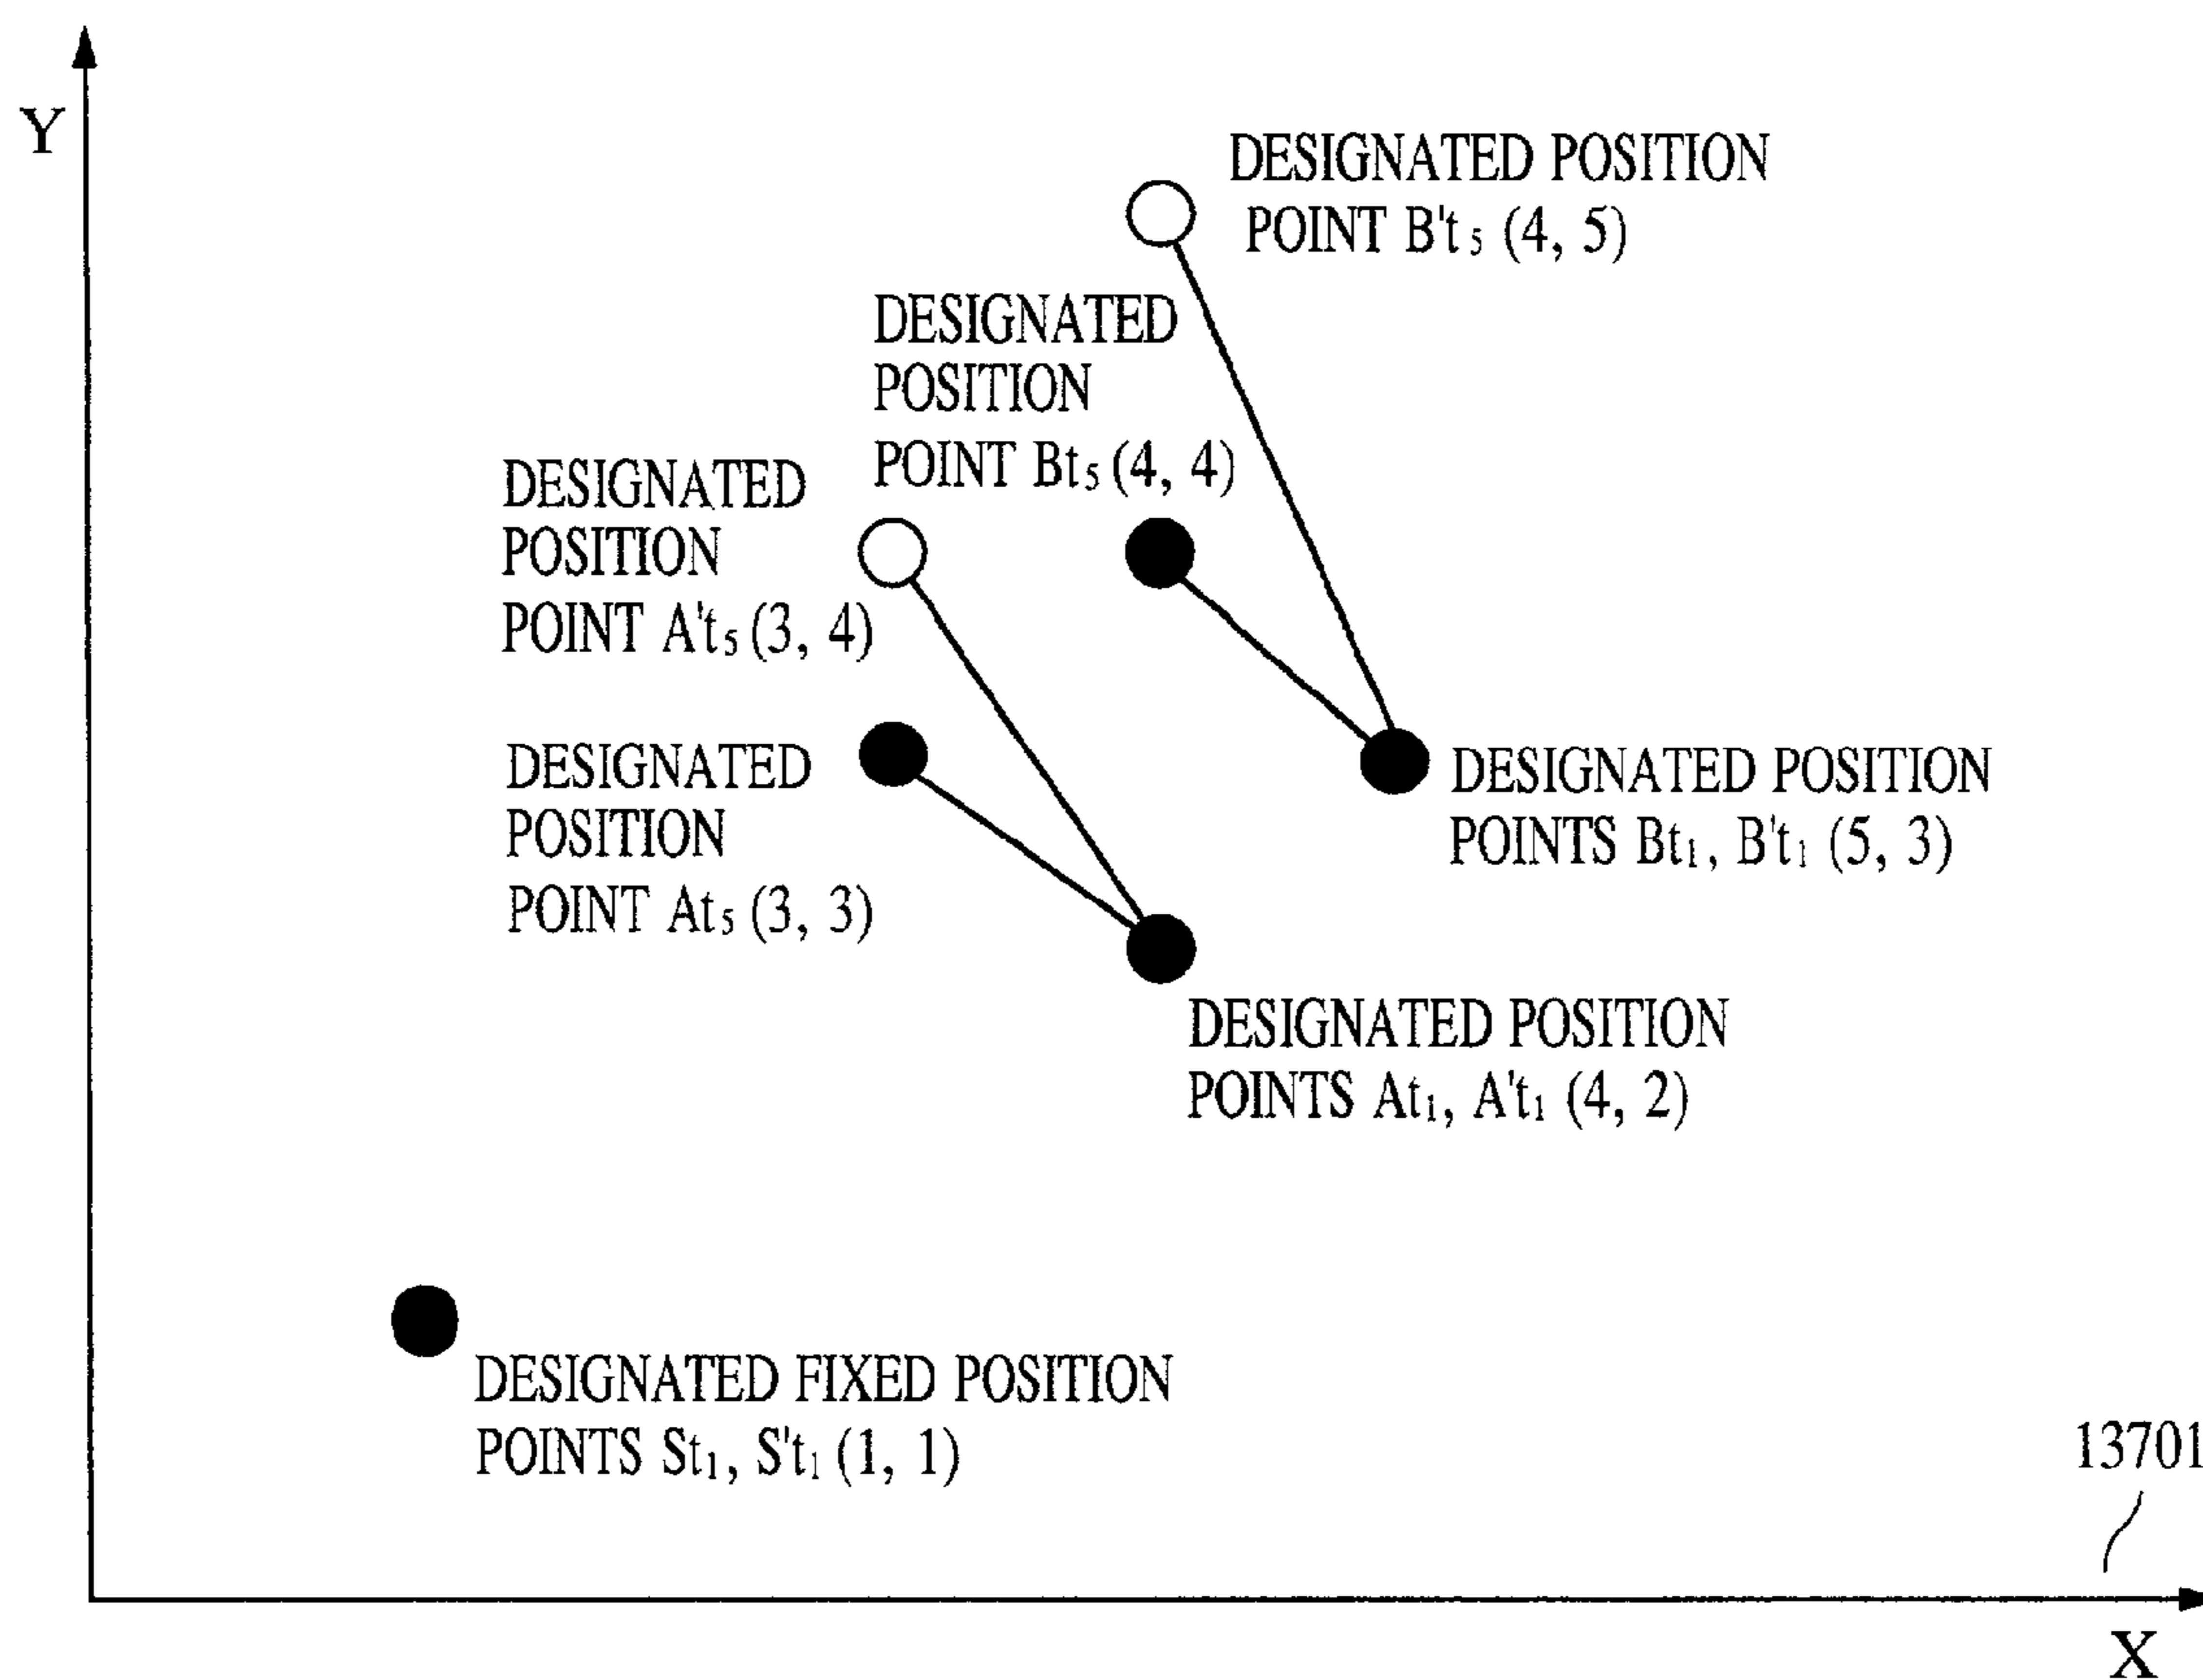 Y
DESIGNATED POSITION
POINT B't₅ (4, 5)
DESIGNATED
POSITION
POINT Bt₅ (4, 4)
DESIGNATED
POSITION
POINT A't₅ (3, 4)
DESIGNATED
POSITION
POINT At₅ (3, 3)
DESIGNATED POSITION
POINTS Bt₁, B't₁ (5, 3)
DESIGNATED POSITION
POINTS At₁, A't₁ (4, 2)
DESIGNATED FIXED POSITION
POINTS St₁, S't₁ (1, 1)
13701
X